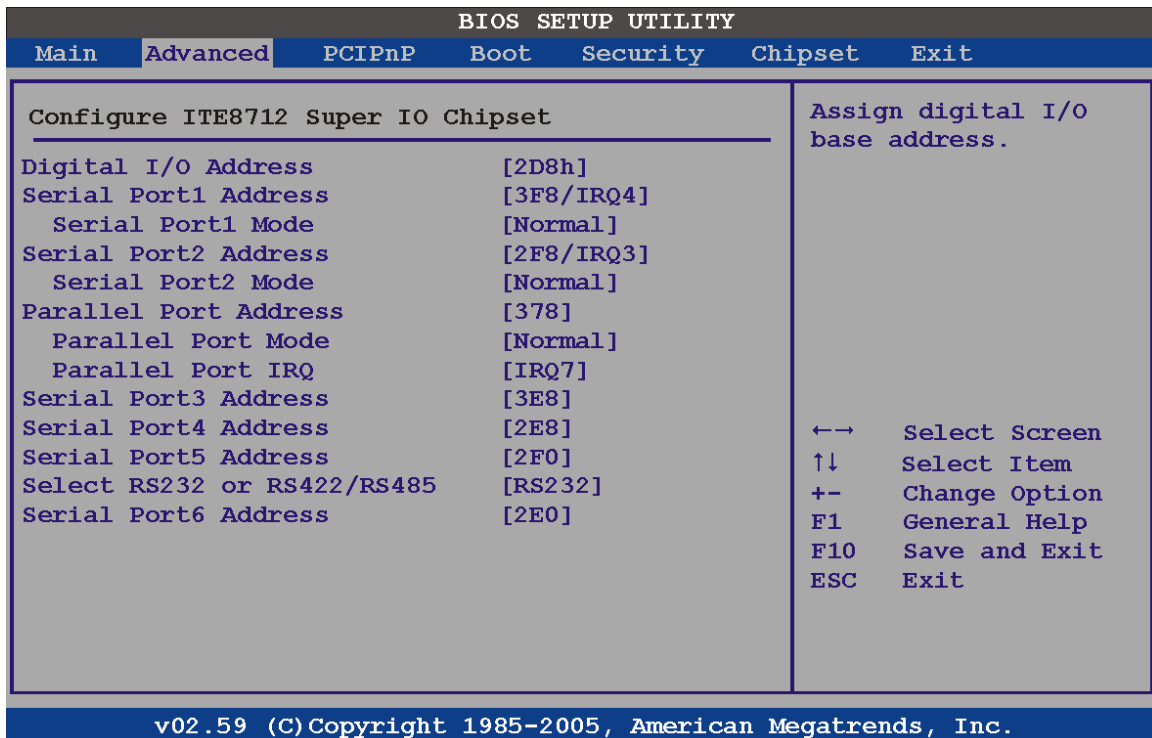 BIOS SETUP UTILITY
Main Advanced PCIPnP Boot Security Chipset Exit
Configure ITE8712 Super IO Chipset
Digital I/O Address [2D8h]
Serial Port1 Address [3F8/IRQ4]
Serial Port1 Mode [Normal]
Serial Port2 Address [2F8/IRQ3]
Serial Port2 Mode [Normal]
Parallel Port Address [378]
Parallel Port Mode [Normal]
Parallel Port IRQ [IRQ7]
Serial Port3 Address [3E8]
Serial Port4 Address [2E8]
Serial Port5 Address [2F0]
Select RS232 or RS422/RS485 [RS232]
Serial Port6 Address [2E0]
Assign digital I/O
base address.
←→ Select Screen
↑↓ Select Item
+- Change Option
F1 General Help
F10 Save and Exit
ESC Exit
v02.59 (C)Copyright 1985-2005, American Megatrends, Inc.